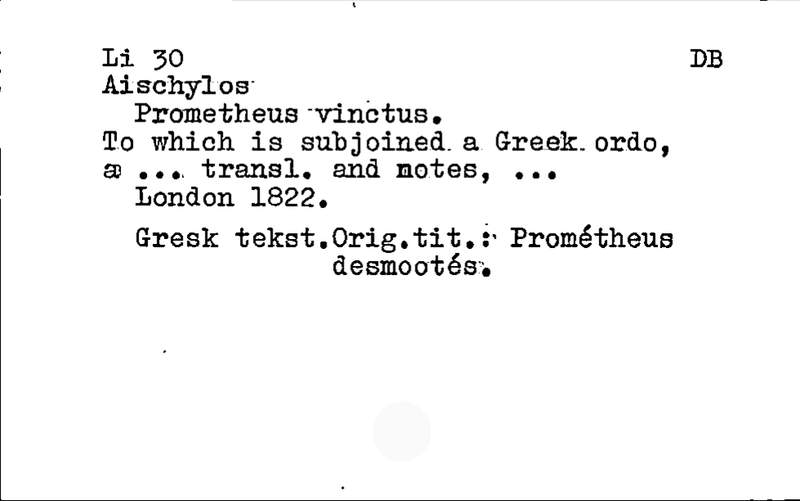 Li 30 DB
Aischylos
Prometheus vinctus.
To which is subjoined a Greek ordo,
æ ... transl. and notes, ...
London 1822.
Gresk tekst.Orig.tit.: Prométheus
desmootés.